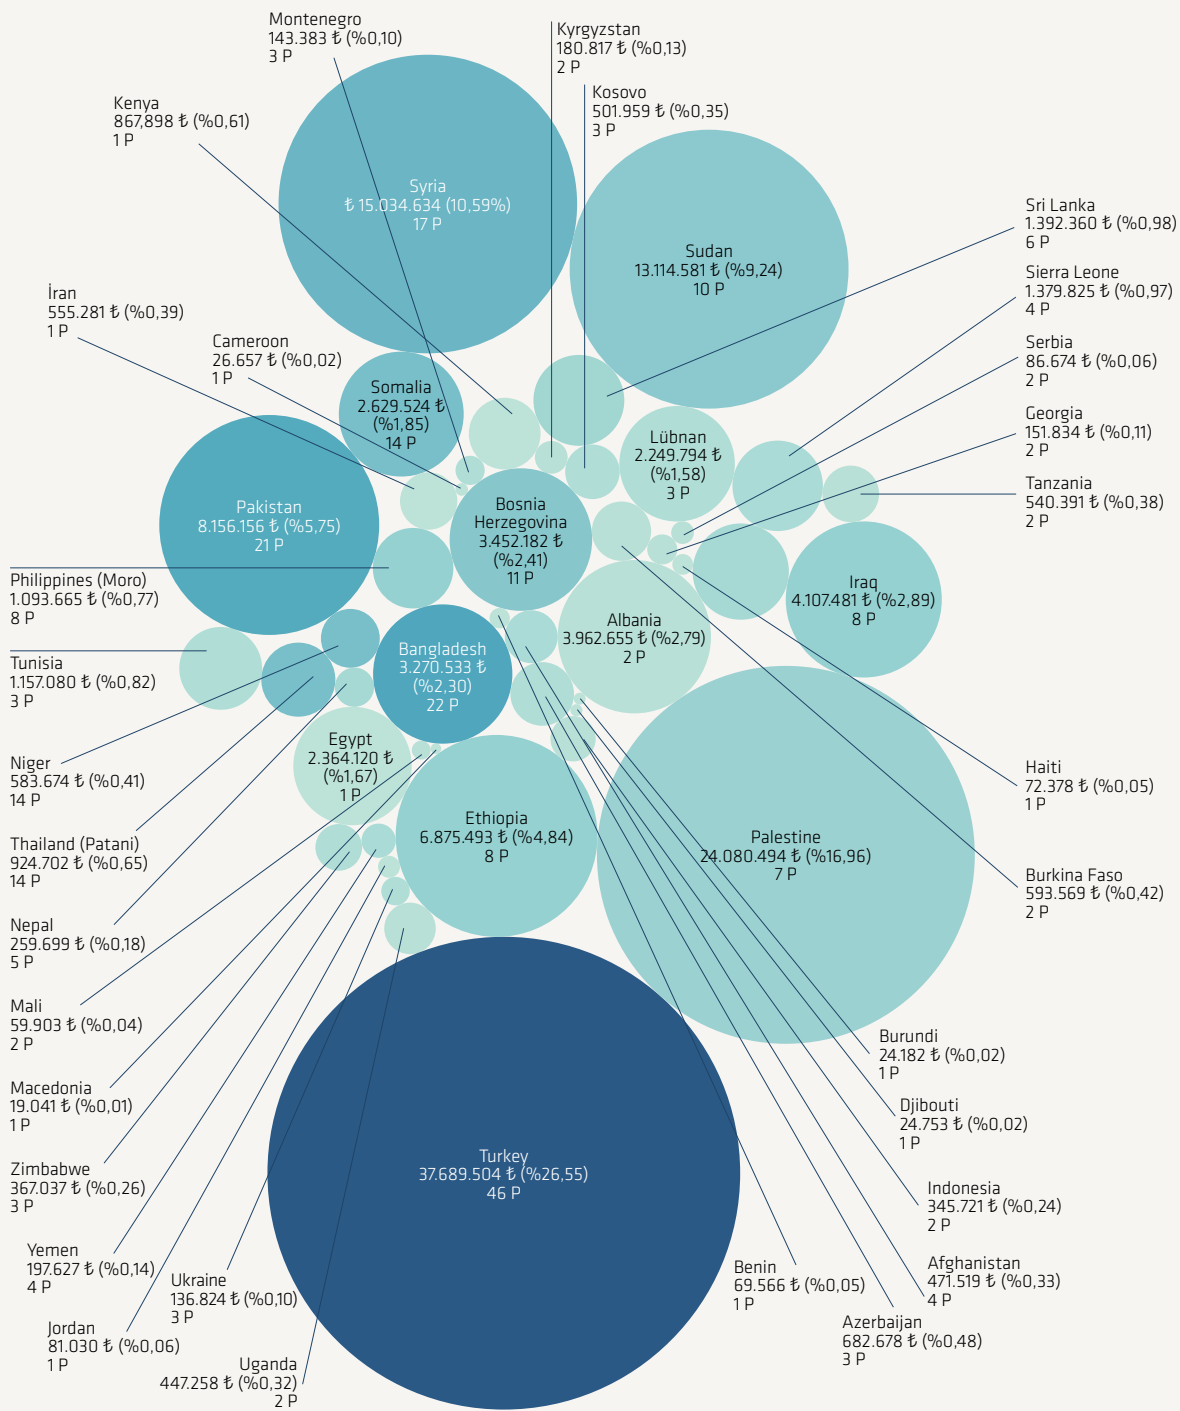 Montenegro
143.383 ₺ (%0,10)
3 P
Kyrgyzstan
180.817 ₺ (%0,13)
2 P
Kosovo
501.959 ₺ (%0,35)
3 P
Kenya
867,898 ₺ (%0,61)
1 P
Syria
₺ 15.034.634 (10,59%)
17 P
Sudan
13.114.581 ₺ (%9,24)
10 P
Sri Lanka
1.392.360 ₺ (%0,98)
6 P
Sierra Leone
1.379.825 ₺ (%0,97)
4 P
İran
555.281 ₺ (%0,39)
1 P
Cameroon
26.657 ₺ (%0,02)
1 P
Serbia
86.674 ₺ (%0,06)
2 P
Somalia
2.629.524 ₺
(%1,85)
14 P
Georgia
151.834 ₺ (%0,11)
2 P
Lübnan
2.249.794 ₺
(%1,58)
3 P
Tanzania
540.391 ₺ (%0,38)
2 P
Pakistan
8.156.156 ₺ (%5,75)
21 P
Bosnia
Herzegovina
3.452.182 ₺
(%2,41)
11 P
Philippines (Moro)
1.093.665 ₺ (%0,77)
8 P
Iraq
4.107.481 ₺ (%2,89)
8 P
Albania
3.962.655 ₺ (%2,79)
2 P
Tunisia
1.157.080 ₺ (%0,82)
3 P
Bangladesh
3.270.533 ₺
(%2,30)
22 P
Egypt
2.364.120 ₺
(%1,67)
1 P
Niger
583.674 ₺ (%0,41)
14 P
Haiti
72.378 ₺ (%0,05)
1 P
Ethiopia
6.875.493 ₺ (%4,84)
8 P
Palestine
24.080.494 ₺ (%16,96)
7 P
Thailand (Patani)
924.702 ₺ (%0,65)
14 P
Burkina Faso
593.569 ₺ (%0,42)
2 P
Nepal
259.699 ₺ (%0,18)
5 P
Mali
59.903 ₺ (%0,04)
2 P
Burundi
24.182 ₺ (%0,02)
1 P
Macedonia
19.041 ₺ (%0,01)
1 P
Djibouti
24.753 ₺ (%0,02)
1 P
Turkey
37.689.504 ₺ (%26,55)
46 P
Zimbabwe
367.037 ₺ (%0,26)
3 P
Indonesia
345.721 ₺ (%0,24)
2 P
Yemen
197.627 ₺ (%0,14)
4 P
Ukraine
136.824 ₺ (%0,10)
3 P
Benin
69.566 ₺ (%0,05)
1 P
Afghanistan
471.519 ₺ (%0,33)
4 P
Jordan
81.030 ₺ (%0,06)
1 P
Azerbaijan
682.678 ₺ (%0,48)
3 P
Uganda
447.258 ₺ (%0,32)
2 P